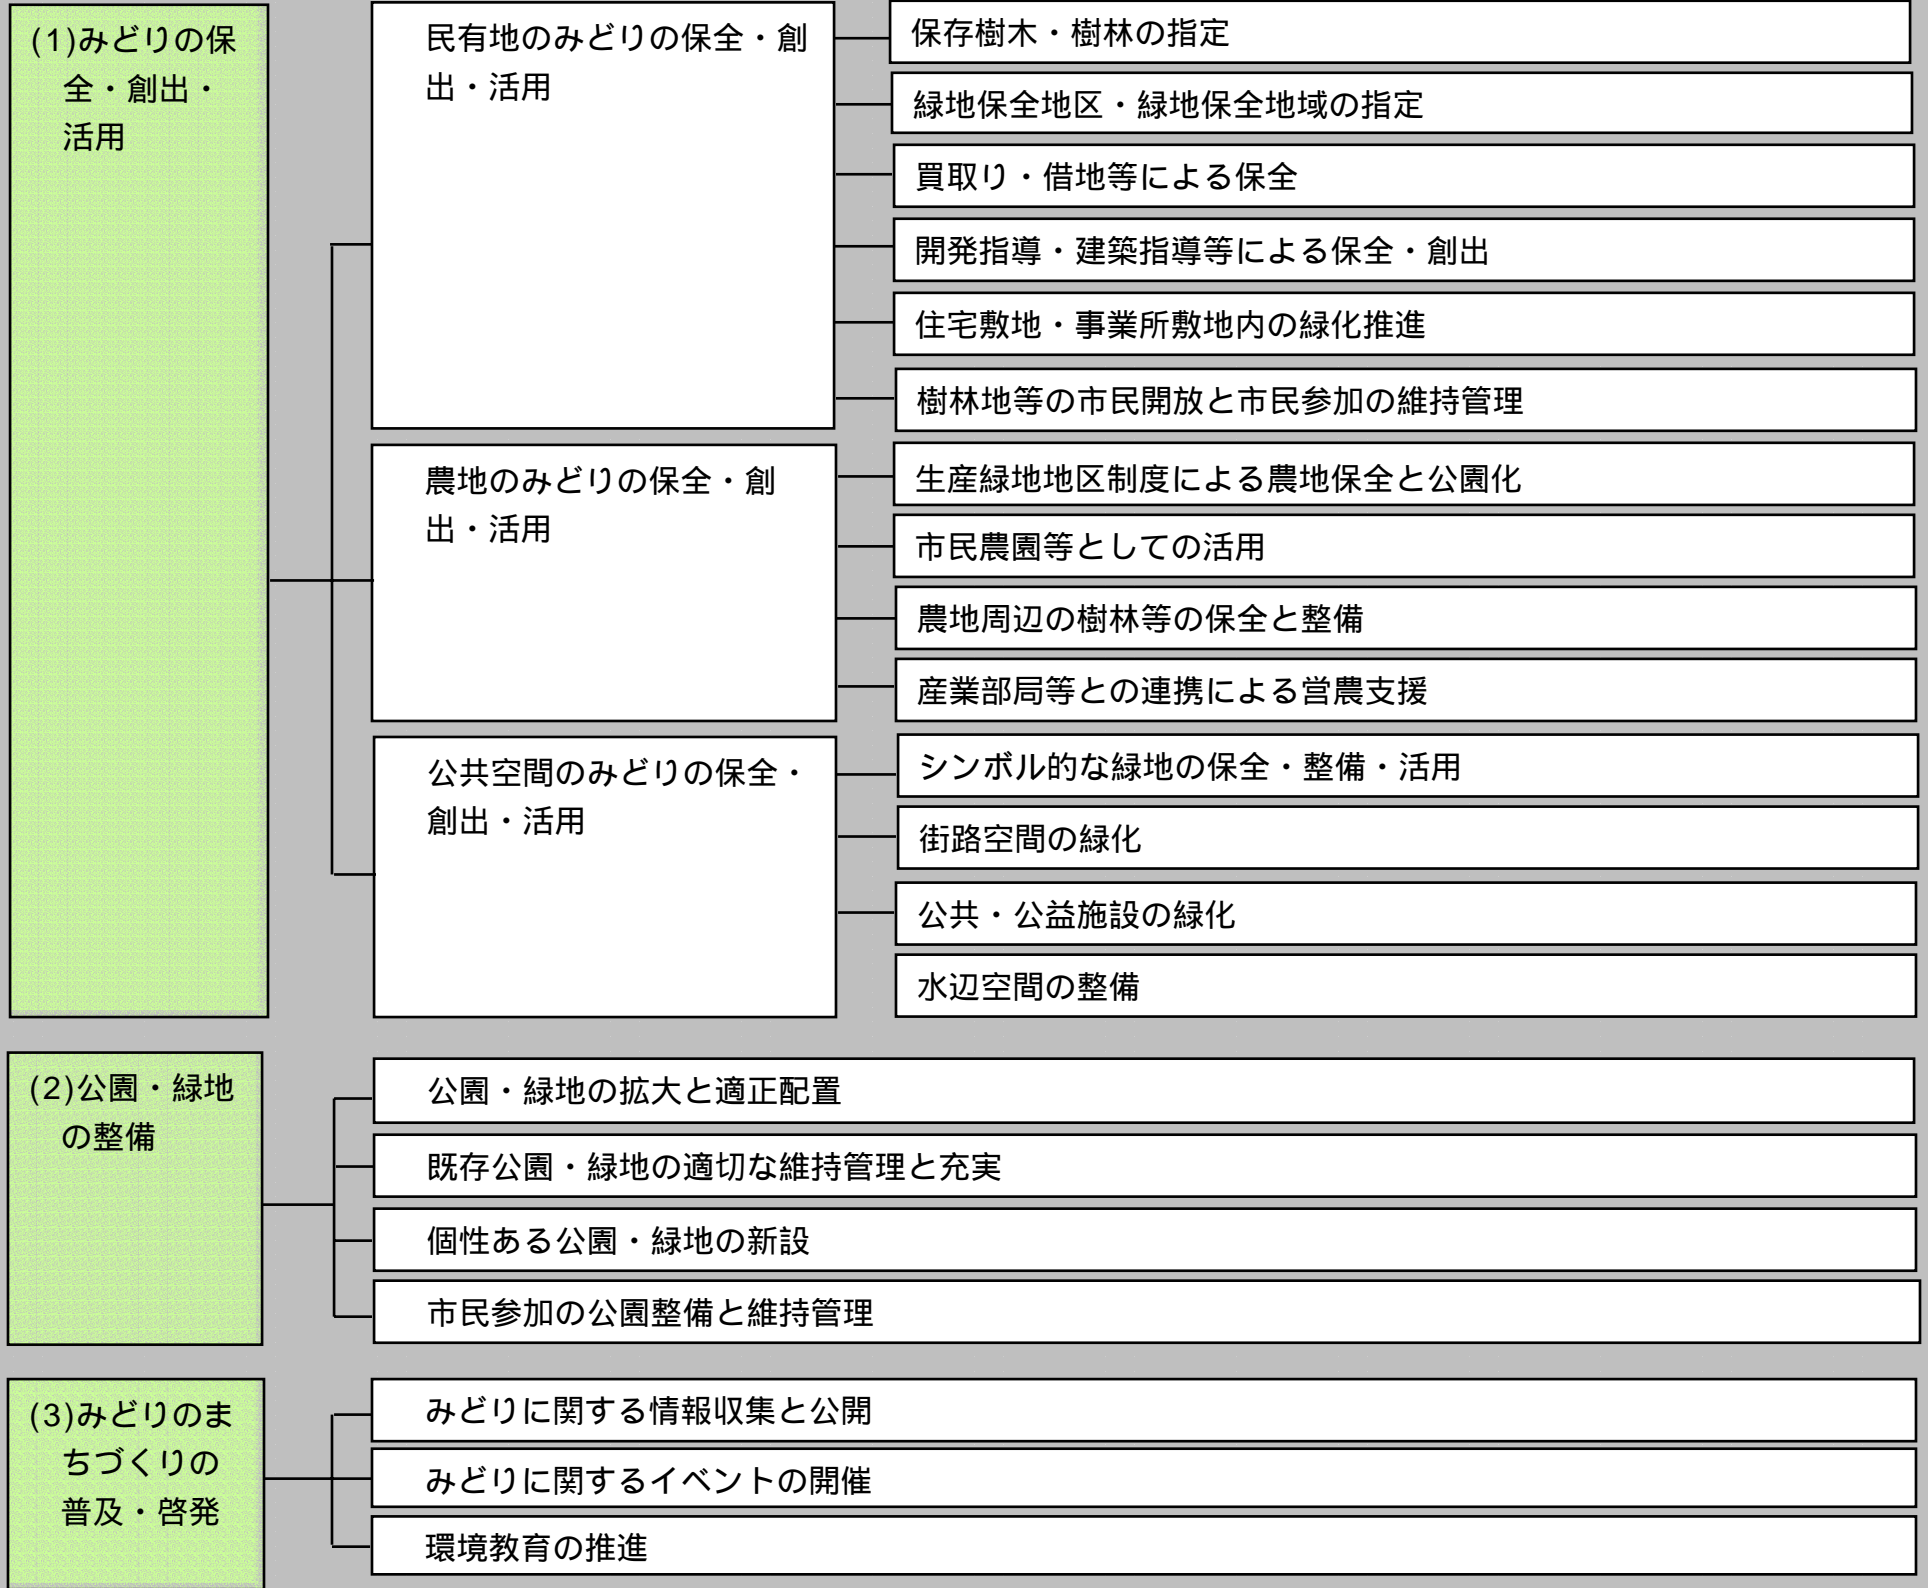 (1)みどりの保
全・創出・
活用
民有地のみどりの保全・創
出・活用
保存樹木・樹林の指定
緑地保全地区・緑地保全地域の指定
買取り・借地等による保全
開発指導・建築指導等による保全・創出
住宅敷地・事業所敷地内の緑化推進
樹林地等の市民開放と市民参加の維持管理
農地のみどりの保全・創
出・活用
生産緑地地区制度による農地保全と公園化
市民農園等としての活用
農地周辺の樹林等の保全と整備
産業部局等との連携による営農支援
公共空間のみどりの保全・
創出・活用
シンボル的な緑地の保全・整備・活用
街路空間の緑化
公共・公益施設の緑化
水辺空間の整備
(2)公園・緑地
の整備
公園・緑地の拡大と適正配置
既存公園・緑地の適切な維持管理と充実
個性ある公園・緑地の新設
市民参加の公園整備と維持管理
(3)みどりのま
ちづくりの
普及・啓発
みどりに関する情報収集と公開
みどりに関するイベントの開催
環境教育の推進